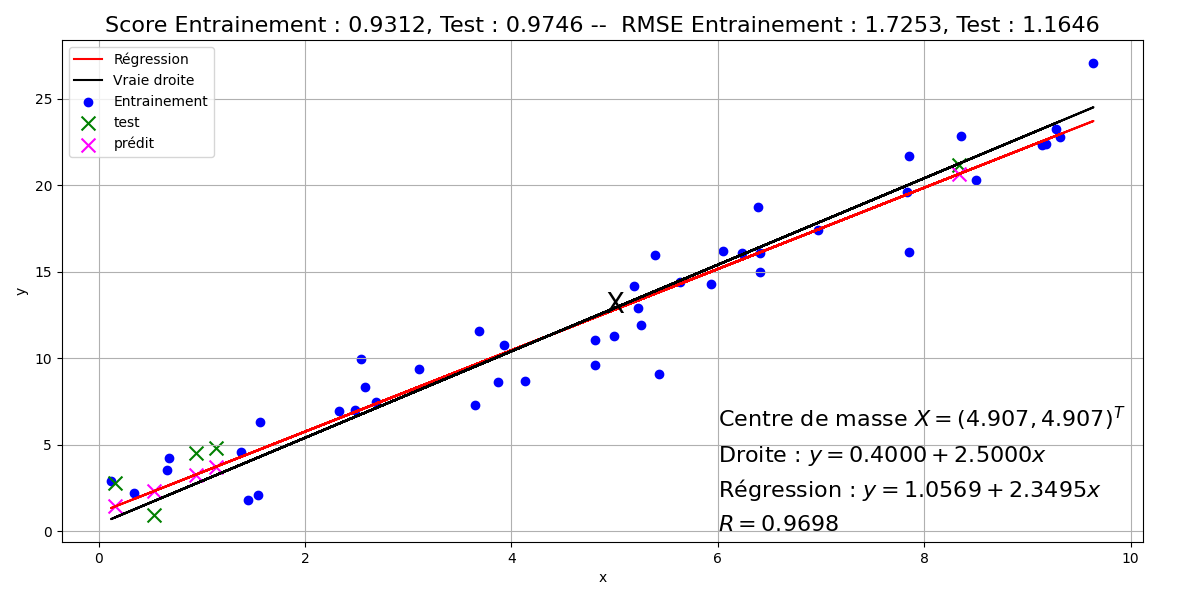 Score Entrainement : 0.9312, Test : 0.9746 --  RMSE Entrainement : 1.7253, Test : 1.1646
Régression
Vraie droite
Entrainement
test
prédit
25
20
15
10
5
0
y
X
Centre de masse X = (4.907, 4.907)^T
Droite : y = 0.4000 + 2.5000x
Régression : y = 1.0569 + 2.3495x
R = 0.9698
0 2 4 6 8 10
x